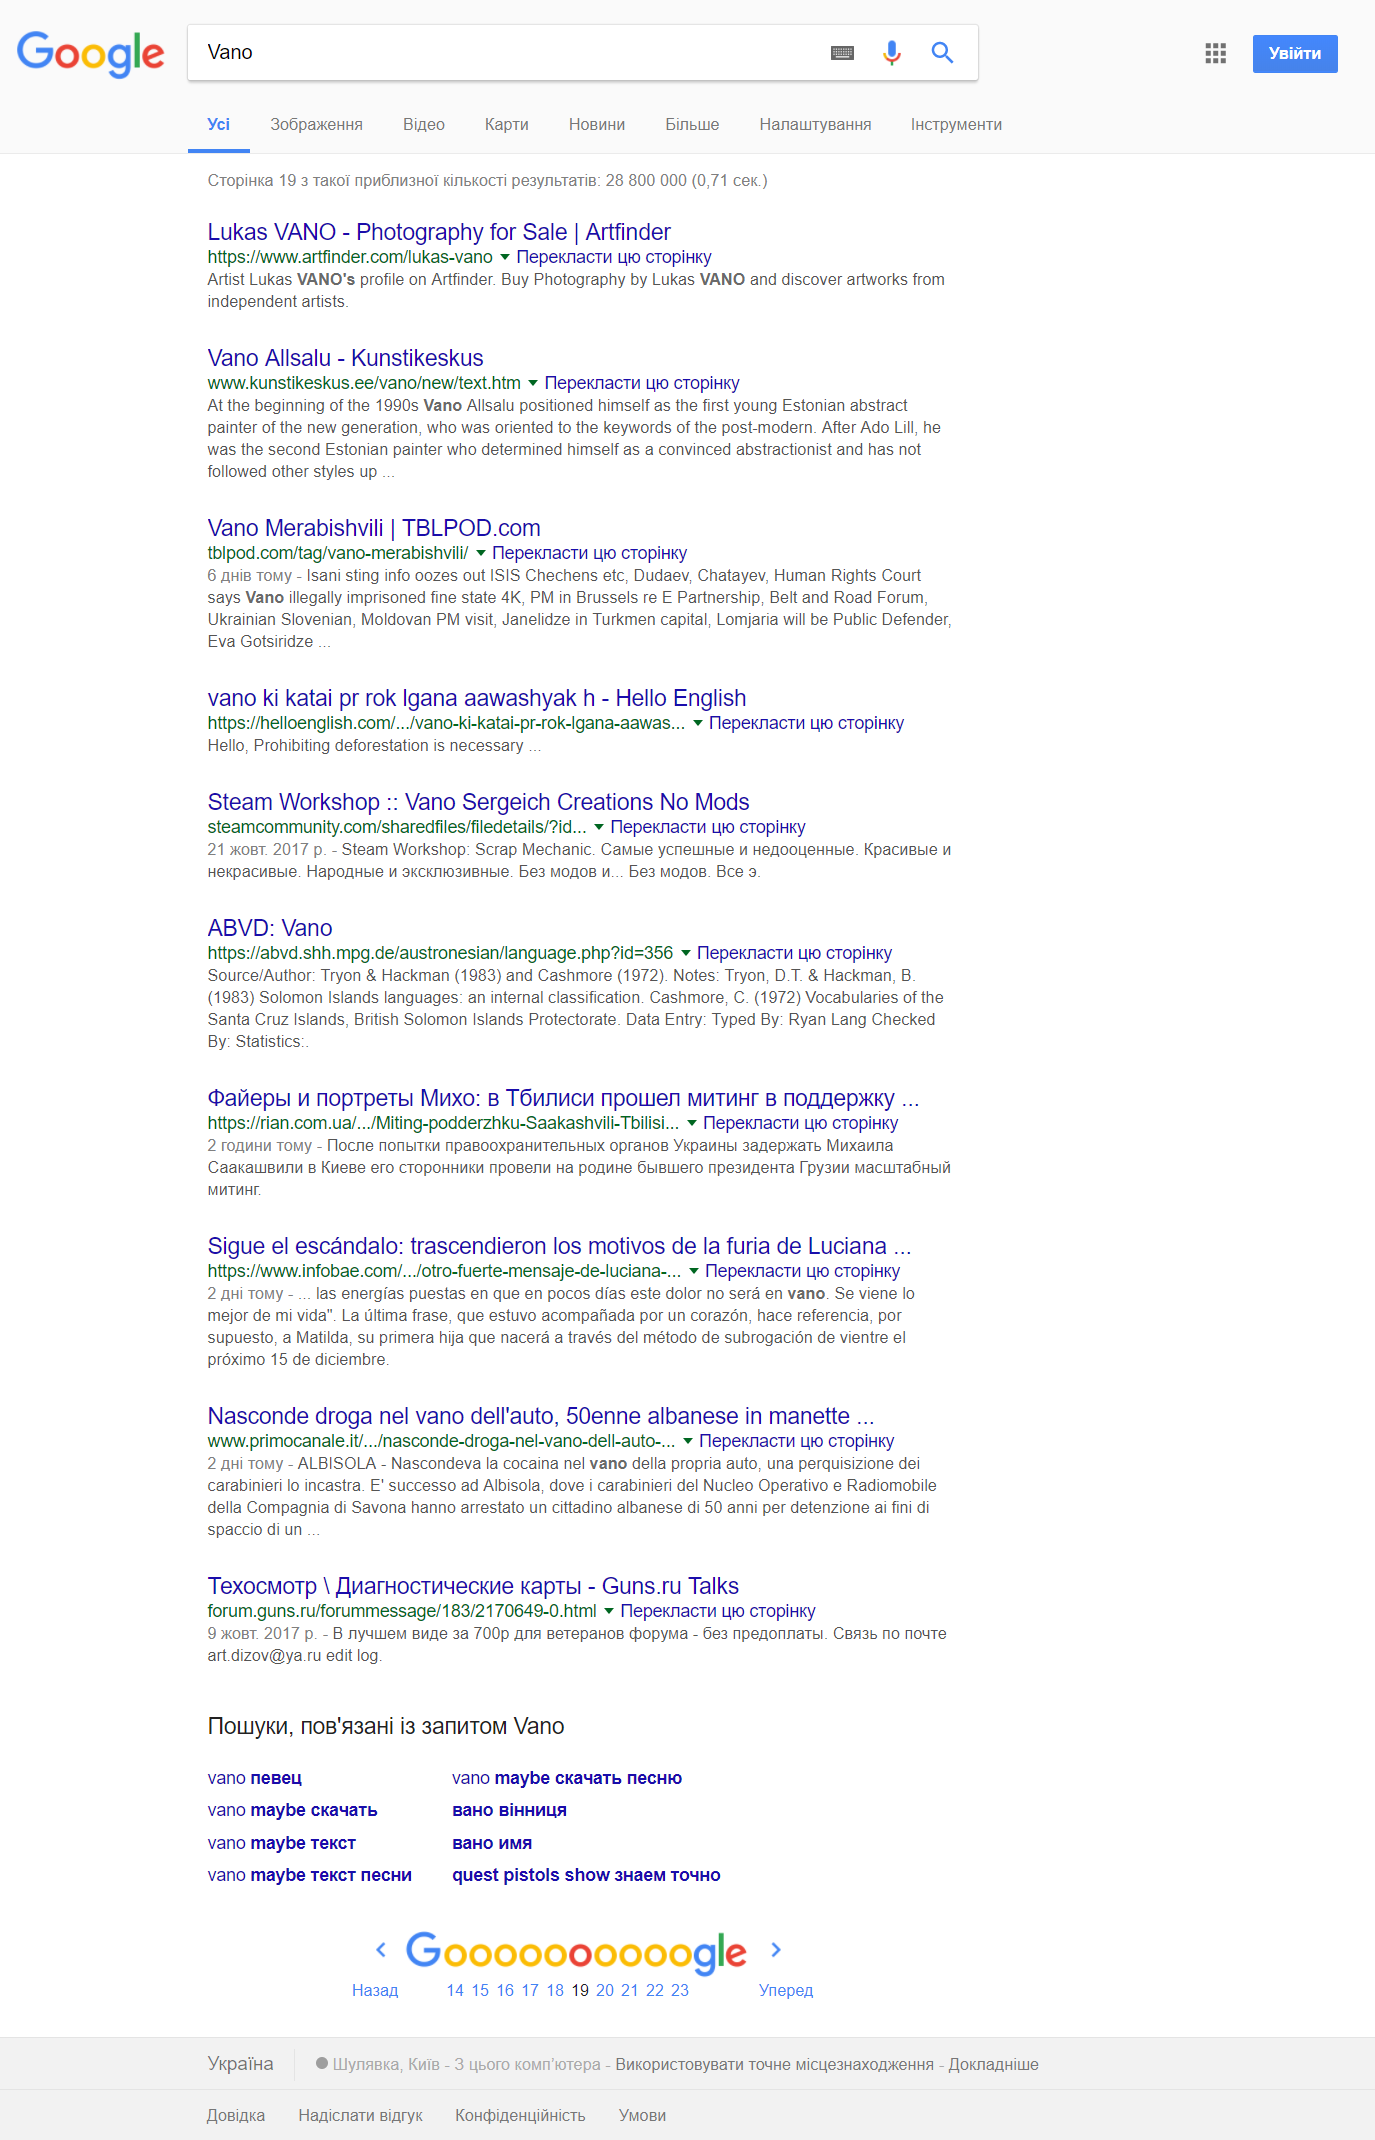 Google
Vano
Увійти
Усі Зображення Відео Карти Новини Більше Налаштування Інструменти
Сторінка 19 з такої приблизної кількості результатів: 28 800 000 (0,71 сек.)
Lukas VANO - Photography for Sale | Artfinder
https://www.artfinder.com/lukas-vano Перекласти цю сторінку
Artist Lukas VANO's profile on Artfinder. Buy Photography by Lukas VANO and discover artworks from
independent artists.
Vano Allsalu - Kunstikeskus
www.kunstikeskus.ee/vano/new/text.htm Перекласти цю сторінку
At the beginning of the 1990s Vano Allsalu positioned himself as the first young Estonian abstract
painter of the new generation, who was oriented to the keywords of the post-modern. After Ado Lill, he
was the second Estonian painter who determined himself as a convinced abstractionist and has not
followed other styles up ...
Vano Merabishvili | TBLPOD.com
tblpod.com/tag/vano-merabishvili/ Перекласти цю сторінку
6 днів тому - Isani sting info oozes out ISIS Chechens etc, Dudaev, Chatayev, Human Rights Court
says Vano illegally imprisoned fine state 4K, PM in Brussels re E Partnership, Belt and Road Forum,
Ukrainian Slovenian, Moldovan PM visit, Janelidze in Turkmen capital, Lomjaria will be Public Defender,
Eva Gotsiridze ...
vano ki katai pr rok lgana aawashyak h - Hello English
https://helloenglish.com/.../vano-ki-katai-pr-rok-lgana-aawas... Перекласти цю сторінку
Hello, Prohibiting deforestation is necessary ...
Steam Workshop :: Vano Sergeich Creations No Mods
steamcommunity.com/sharedfiles/filedetails/?id... Перекласти цю сторінку
21 жовт. 2017 р. - Steam Workshop: Scrap Mechanic. Самые успешные и недооценные. Красивые и
некрасивые. Народные и эксклюзивные. Без модов и... Без модов. Все э.
ABVD: Vano
https://abvd.shh.mpg.de/austronesian/language.php?id=356 Перекласти цю сторінку
Source/Author: Tryon & Hackman (1983) and Cashmore (1972). Notes: Tryon, D.T. & Hackman, B.
(1983) Solomon Islands languages: an internal classification. Cashmore, C. (1972) Vocabularies of the
Santa Cruz Islands, British Solomon Islands Protectorate. Data Entry: Typed By: Ryan Lang Checked
By: Statistics:.
Файеры и портреты Михо: в Тбилиси прошел митинг в поддержку ...
https://rian.com.ua/.../Miting-podderzhku-Saakashvili-Tbilisi... Перекласти цю сторінку
2 години тому - После попытки правоохранительных органов Украины задержать Михаила
Саакашвили в Киеве его сторонники провели на родине бывшего президента Грузии масштабный
митинг.
Sigue el escándalo: trascendieron los motivos de la furia de Luciana ...
https://www.infobae.com/.../otro-fuerte-mensaje-de-luciana-... Перекласти цю сторінку
2 дні тому - ... las energías puestas en que en pocos días este dolor no será en vano. Se viene lo
mejor de mi vida". La última frase, que estuvo acompañada por un corazón, hace referencia, por
supuesto, a Matilda, su primera hija que nacerá a través del método de subrogación de vientre el
próximo 15 de diciembre.
Nasconde droga nel vano dell'auto, 50enne albanese in manette ...
www.primocanale.it/.../nasconde-droga-nel-vano-dell-auto-... Перекласти цю сторінку
2 дні тому - ALBISOLA - Nascondeva la cocaina nel vano della propria auto, una perquisizione dei
carabinieri lo incastra. E' successo ad Albisola, dove i carabinieri del Nucleo Operativo e Radiomobile
della Compagnia di Savona hanno arrestato un cittadino albanese di 50 anni per detenzione ai fini di
spaccio di un ...
Техосмотр \ Диагностические карты - Guns.ru Talks
forum.guns.ru/forummessage/183/2170649-0.html Перекласти цю сторінку
9 жовт. 2017 р. - В лучшем виде за 700р для ветеранов форума - без предоплаты. Связь по почте
art.dizov@ya.ru edit log.
Пошуки, пов'язані із запитом Vano
vano певец vano maybe скачать песню
vano maybe скачать вано вінниця
vano maybe текст вано имя
vano maybe текст песни quest pistols show знаем точно
Goooooooooogle
Назад 14 15 16 17 18 19 20 21 22 23 Уперед
Україна Шулявка, Київ - З цього комп'ютера - Використовувати точне місцезнаходження - Докладніше
Довідка Надіслати відгук Конфіденційність Умови